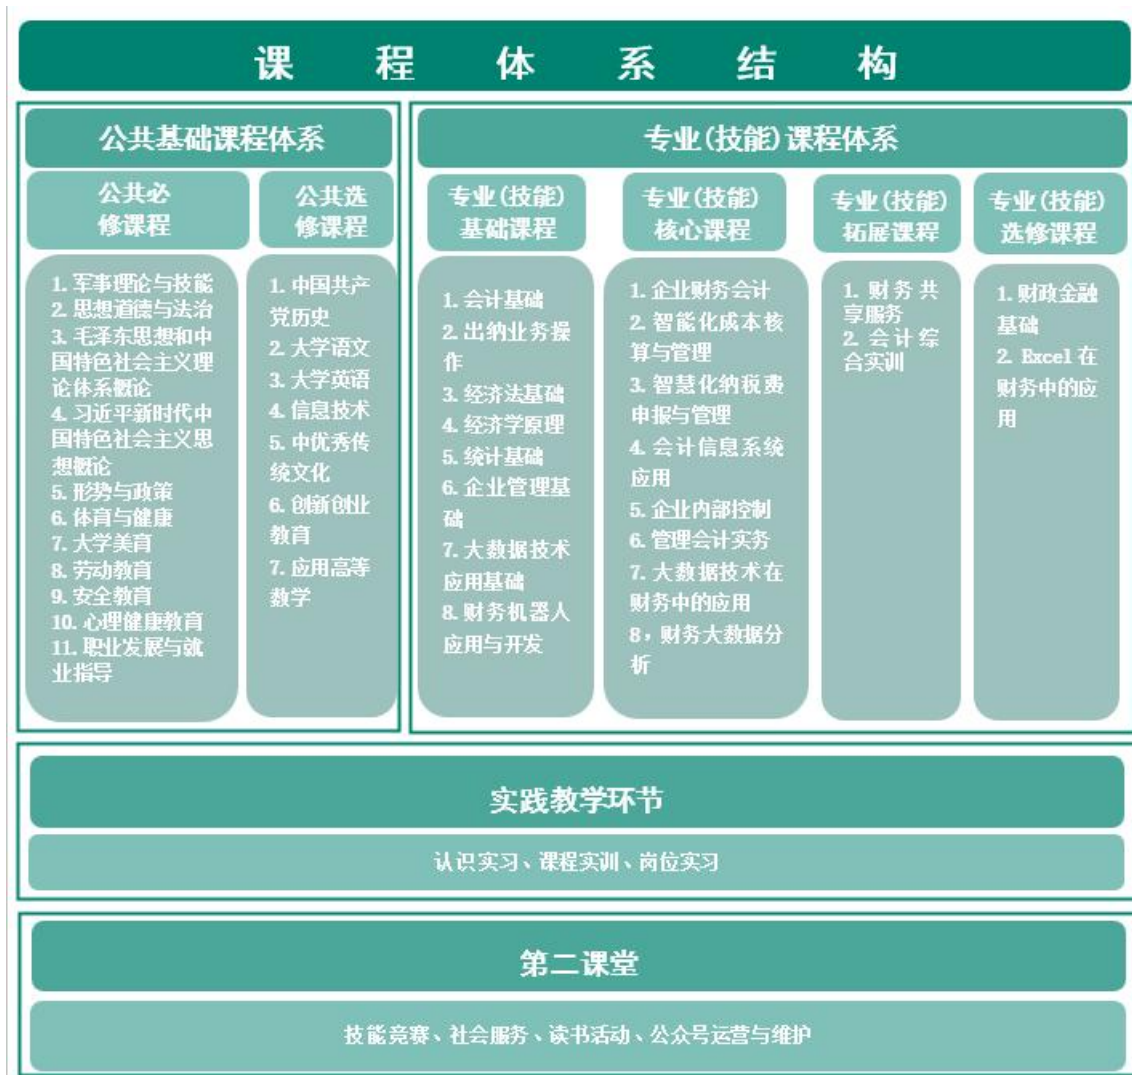 课程体系结构
公共基础课程体系
公共必
修课程
1. 军事理论与技能
2. 思想道德与法治
3. 毛泽东思想和中
国特色社会主义理
论体系概论
4. 习近平新时代中
国特色社会主义思
想概论
5. 形势与政策
6. 体育与健康
7. 大学美育
8. 劳动教育
9. 安全教育
10. 心理健康教育
11. 职业发展与就
业指导
公共选
修课程
1. 中国共产
党历史
2. 大学语文
3. 大学英语
4. 信息技术
5. 中优秀传
统文化
6. 创新创业
教育
7. 应用高等
数学
专业(技能)课程体系
专业(技能)
基础课程
1. 会计基础
2. 出纳业务操
作
3. 经济法基础
4. 经济学原理
5. 统计基础
6. 企业管理基
础
7. 大数据技术
应用基础
8. 财务机器人
应用与开发
专业(技能)
核心课程
1. 企业财务会计
2. 智能化成本核
算与管理
3. 智慧化纳税费
申报与管理
4. 会计信息系统
应用
5. 企业内部控制
6. 管理会计实务
7. 大数据技术在
财务中的应用
8，财务大数据分
析
专业(技能)
拓展课程
1. 财务共
享服务
2. 会计综
合实训
专业(技能)
选修课程
1. 财政金融
基础
2. Excel 在
财务中的应
用
实践教学环节
认识实习、课程实训、岗位实习
第二课堂
技能竞赛、社会服务、读书活动、公众号运营与维护